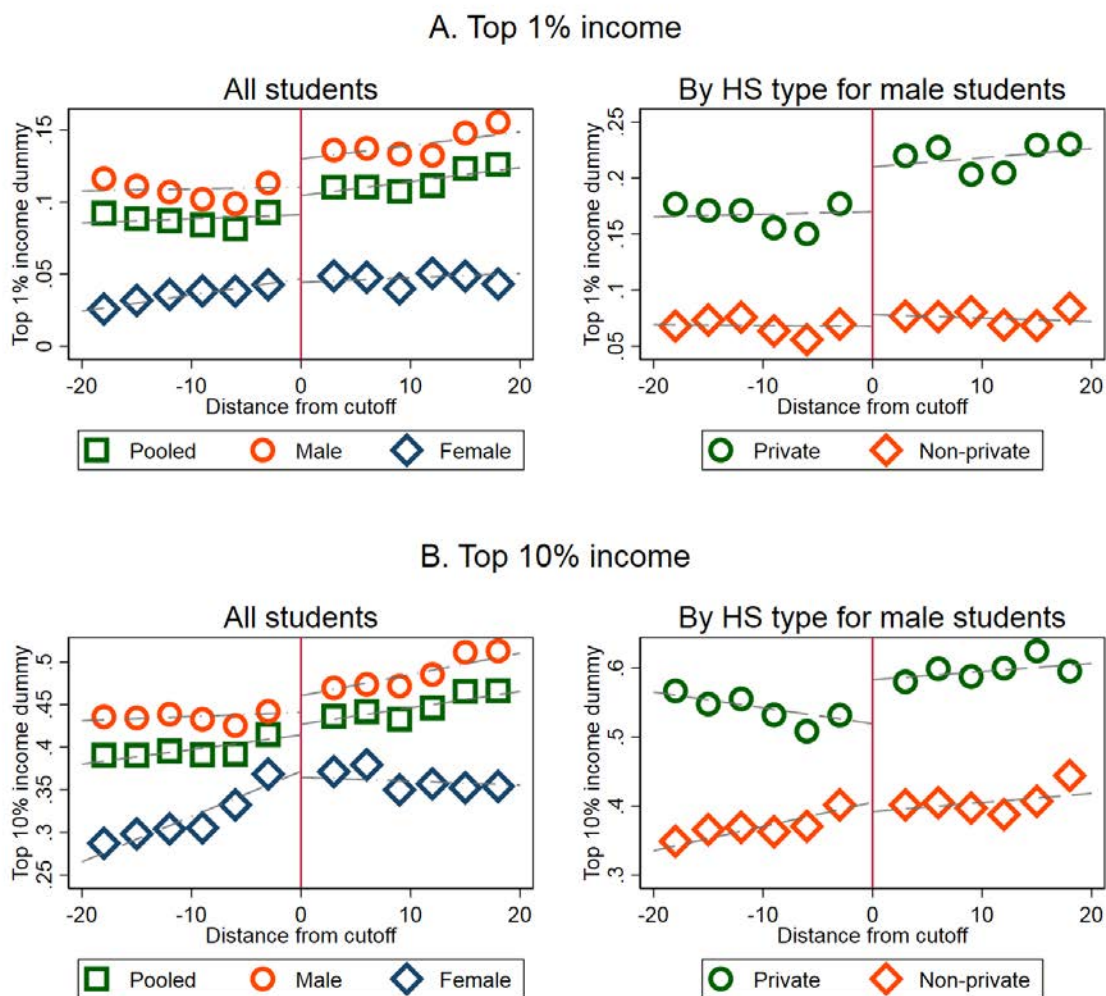 A. Top 1% income
All students
Top 1% income dummy
.15
.1
.05
0
-20 -10 0 10 20
Distance from cutoff
Pooled Male Female
By HS type for male students
Top 1% income dummy
.25
.2
.15
.1
.05
-20 -10 0 10 20
Distance from cutoff
Private Non-private
B. Top 10% income
All students
Top 10% income dummy
.5
.45
.4
.35
.3
.25
-20 -10 0 10 20
Distance from cutoff
Pooled Male Female
By HS type for male students
Top 10% income dummy
.6
.5
.4
.3
-20 -10 0 10 20
Distance from cutoff
Private Non-private